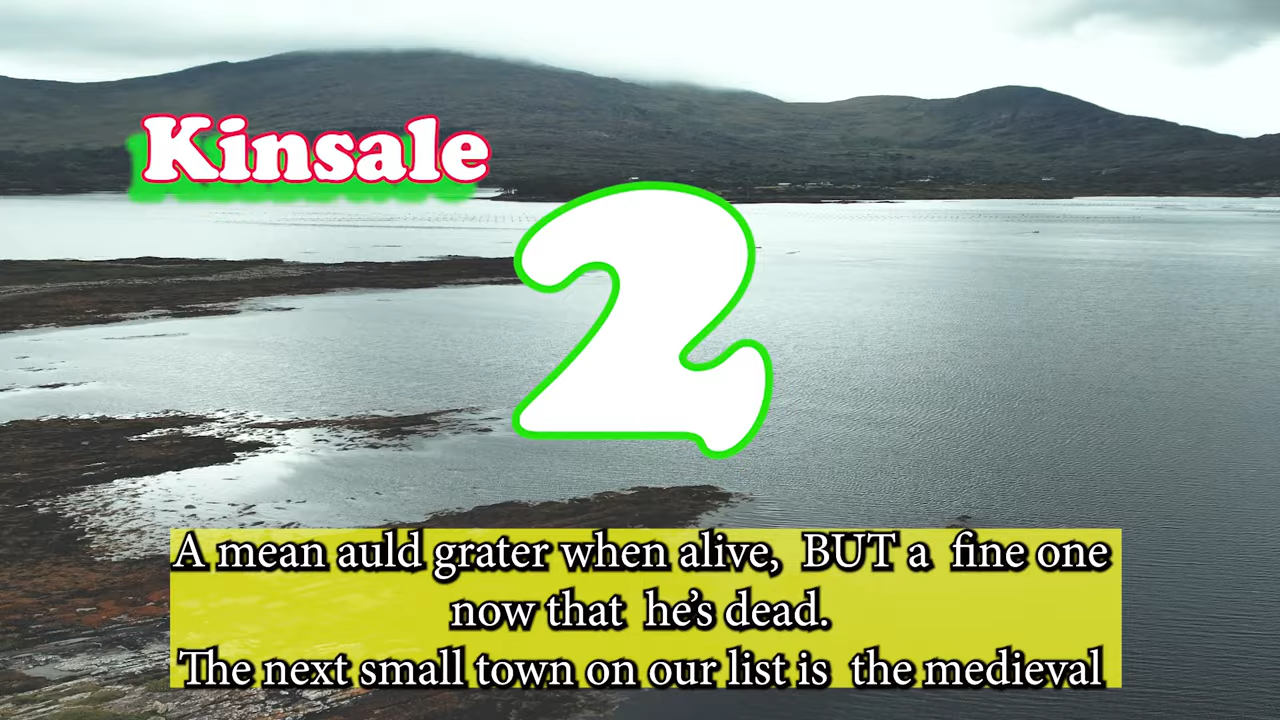 Kinsale
2
A mean auld grater when alive, BUT a fine one
now that he's dead.
The next small town on our list is the medieval